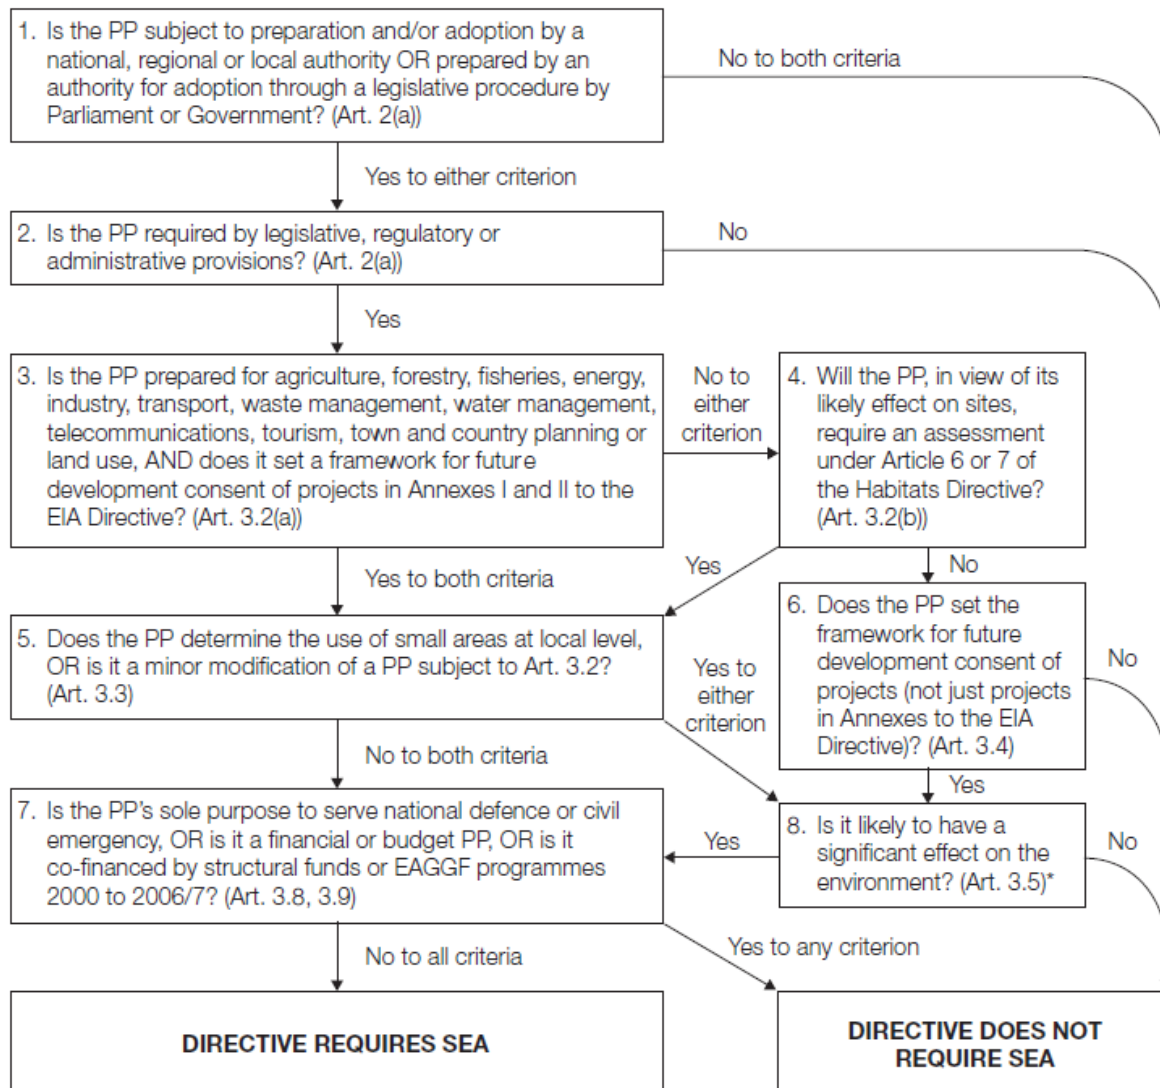 1. Is the PP subject to preparation and/or adoption by a
national, regional or local authority OR prepared by an
authority for adoption through a legislative procedure by
Parliament or Government? (Art. 2(a))
No to both criteria
Yes to either criterion
2. Is the PP required by legislative, regulatory or
administrative provisions? (Art. 2(a))
No
Yes
3. Is the PP prepared for agriculture, forestry, fisheries, energy,
industry, transport, waste management, water management,
telecommunications, tourism, town and country planning or
land use, AND does it set a framework for future
development consent of projects in Annexes I and II to the
EIA Directive? (Art. 3.2(a))
No to
either
criterion
4. Will the PP, in view of its
likely effect on sites,
require an assessment
under Article 6 or 7 of
the Habitats Directive?
(Art. 3.2(b))
Yes to both criteria
Yes
No
5. Does the PP determine the use of small areas at local level,
OR is it a minor modification of a PP subject to Art. 3.2?
(Art. 3.3)
Yes to
either
criterion
6. Does the PP set the
framework for future
development consent of
projects (not just projects
in Annexes to the EIA
Directive)? (Art. 3.4)
No
No to both criteria
Yes
7. Is the PP's sole purpose to serve national defence or civil
emergency, OR is it a financial or budget PP, OR is it
co-financed by structural funds or EAGGF programmes
2000 to 2006/7? (Art. 3.8, 3.9)
Yes
8. Is it likely to have a
significant effect on the
environment? (Art. 3.5)*
No
No to all criteria
Yes to any criterion
DIRECTIVE REQUIRES SEA
DIRECTIVE DOES NOT
REQUIRE SEA